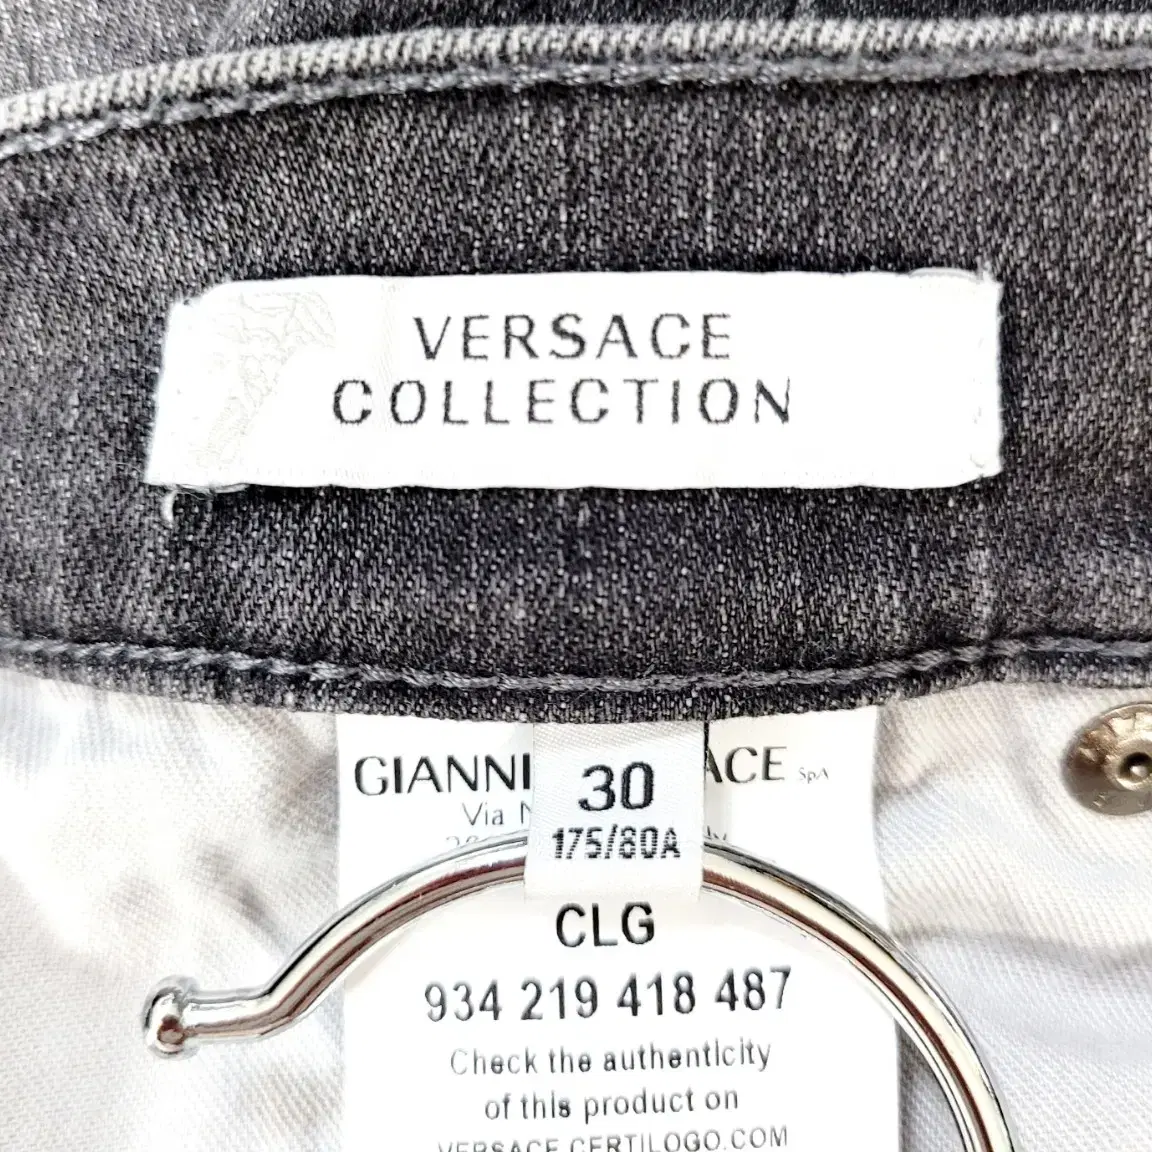 VERSACE
COLLECTION
GIANNI
ACE SpA
Via
30
175/80A
CLG
934 219 418 487
Check the authenticity
of this product on
VERSACE.CERTILOGO.COM